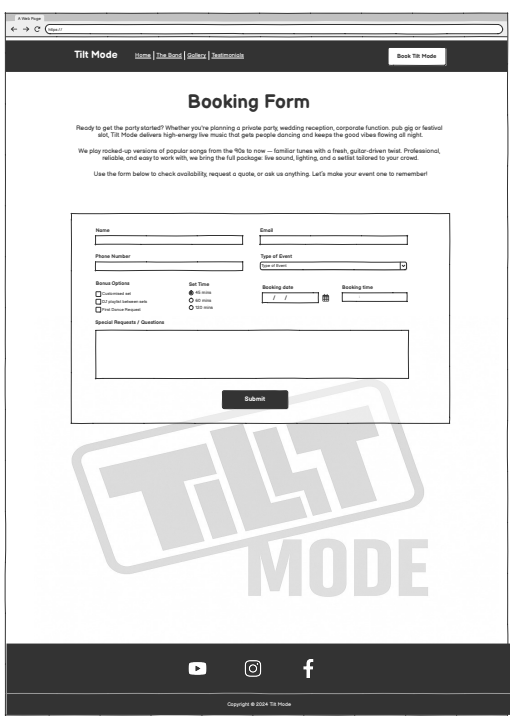 A Web Page
https://
Tilt Mode
Home | The Band | Gallery | Testimonials
Book Tilt Mode
Booking Form
Ready to get the party started? Whether you're planning a private party, wedding reception, corporate function. pub gig or festival
slot, Tilt Mode delivers high-energy live music that gets people dancing and keeps the good vibes flowing all night.
We play rocked-up versions of popular songs from the 90s to now — familiar tunes with a fresh, guitar-driven twist. Professional,
reliable, and easy to work with, we bring the full package: live sound, lighting, and a setlist tailored to your crowd.
Use the form below to check availability, request a quote, or ask us anything. Let's make your event one to remember!
Name
Email
Phone Number
Type of Event
Type of Event
Bonus Options
Set Time
Booking date
Booking time
Customised set
DJ playlist between sets
First Dance Request
45 mins
60 mins
120 mins
/ /
:
Special Requests / Questions
Submit
TILT
MODE
Copyright © 2024 Tilt Mode